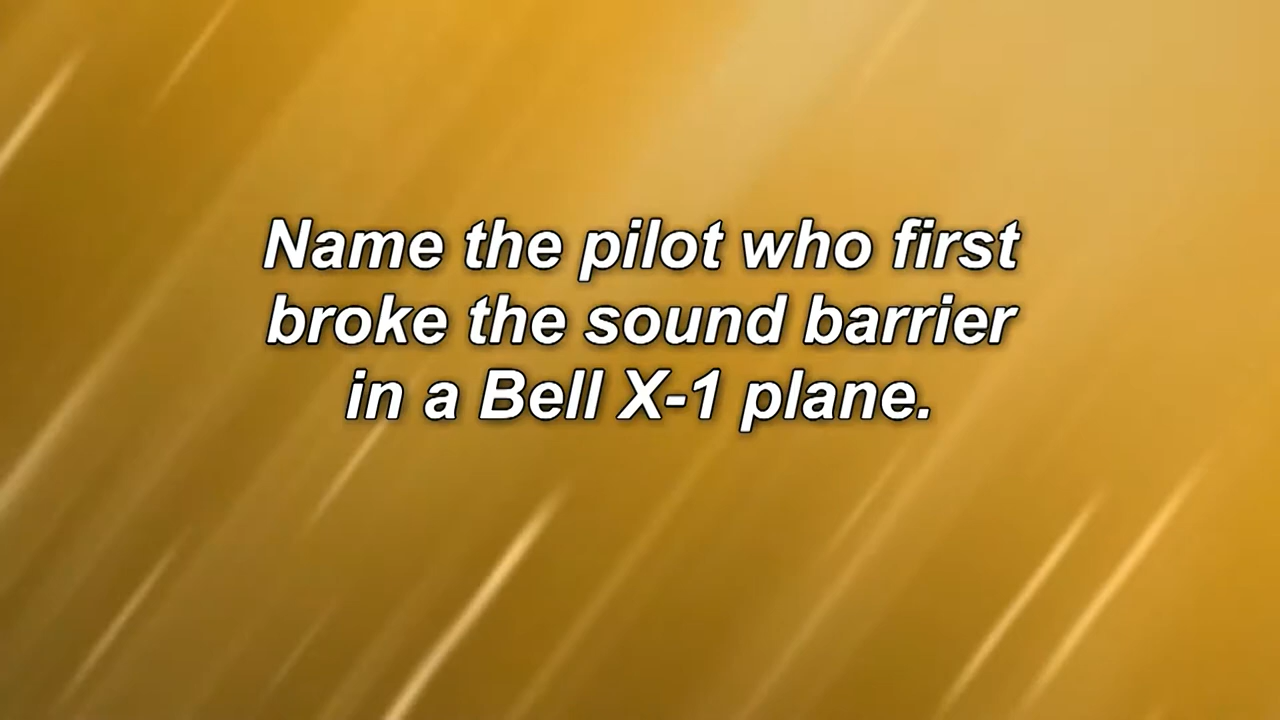 Name the pilot who first
broke the sound barrier
in a Bell X-1 plane.